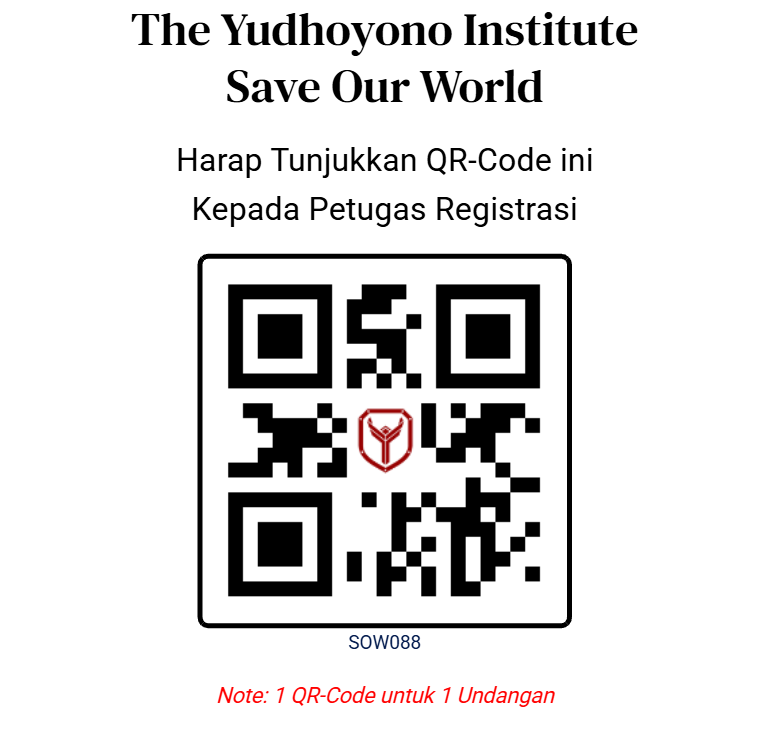 The Yudhoyono Institute
Save Our World
Harap Tunjukkan QR-Code ini
Kepada Petugas Registrasi
SOW088
Note: 1 QR-Code untuk 1 Undangan